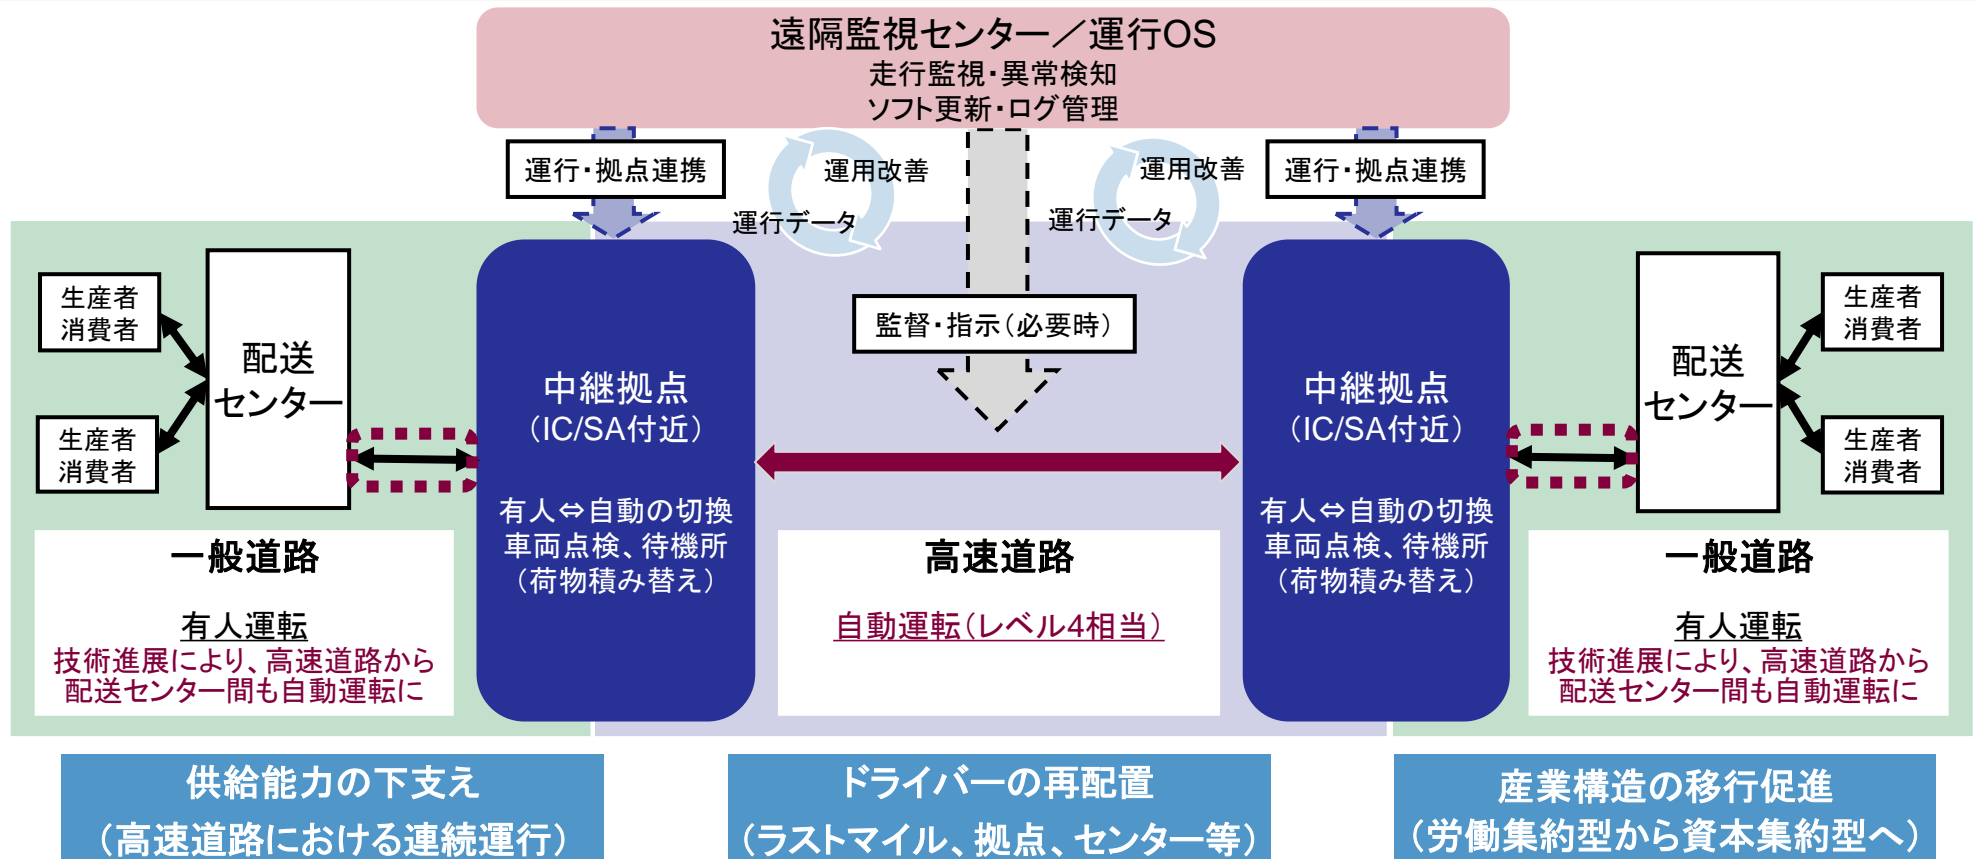 遠隔監視センター／運行OS
走行監視・異常検知
ソフト更新・ログ管理
運行・拠点連携
運用改善
運行データ
運用改善
運行データ
運行・拠点連携
監督・指示（必要時）
生産者
消費者
生産者
消費者
配送
センター
中継拠点
（IC/SA付近）
有人⇔自動の切換
車両点検、待機所
（荷物積み替え）
中継拠点
（IC/SA付近）
有人⇔自動の切換
車両点検、待機所
（荷物積み替え）
配送
センター
生産者
消費者
生産者
消費者
一般道路
有人運転
技術進展により、高速道路から
配送センター間も自動運転に
高速道路
自動運転（レベル4相当）
一般道路
有人運転
技術進展により、高速道路から
配送センター間も自動運転に
供給能力の下支え
（高速道路における連続運行）
ドライバーの再配置
（ラストマイル、拠点、センター等）
産業構造の移行促進
（労働集約型から資本集約型へ）